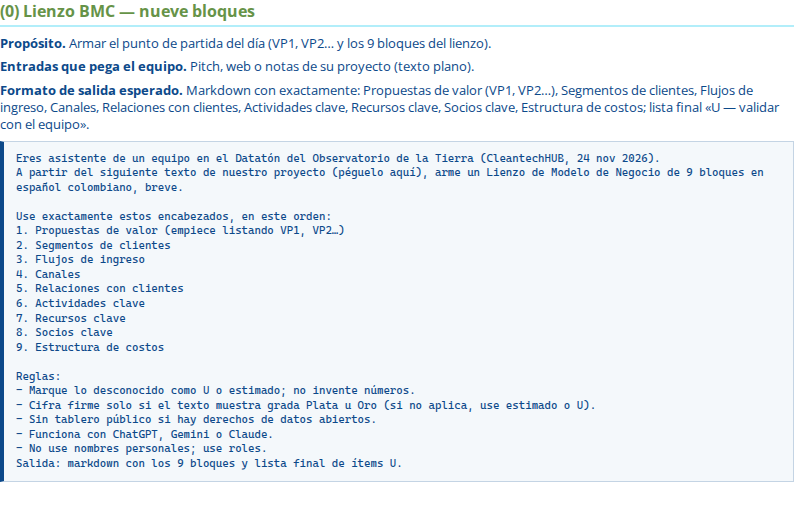 (0) Lienzo BMC — nueve bloques
Propósito. Armar el punto de partida del día (VP1, VP2… y los 9 bloques del lienzo).
Entradas que pega el equipo. Pitch, web o notas de su proyecto (texto plano).
Formato de salida esperado. Markdown con exactamente: Propuestas de valor (VP1, VP2…), Segmentos de clientes, Flujos de
ingreso, Canales, Relaciones con clientes, Actividades clave, Recursos clave, Socios clave, Estructura de costos; lista final «U — validar
con el equipo».
Eres asistente de un equipo en el Datatón del Observatorio de la Tierra (CleantechHUB, 24 nov 2026).
A partir del siguiente texto de nuestro proyecto (péguelo aquí), arme un Lienzo de Modelo de Negocio de 9 bloques en
español colombiano, breve.
Use exactamente estos encabezados, en este orden:
1. Propuestas de valor (empiece listando VP1, VP2…)
2. Segmentos de clientes
3. Flujos de ingreso
4. Canales
5. Relaciones con clientes
6. Actividades clave
7. Recursos clave
8. Socios clave
9. Estructura de costos
Reglas:
− Marque lo desconocido como U o estimado; no invente números.
− Cifra firme solo si el texto muestra grada Plata u Oro (si no aplica, use estimado o U).
− Sin tablero público si hay derechos de datos abiertos.
− Funciona con ChatGPT, Gemini o Claude.
− No use nombres personales; use roles.
Salida: markdown con los 9 bloques y lista final de ítems U.